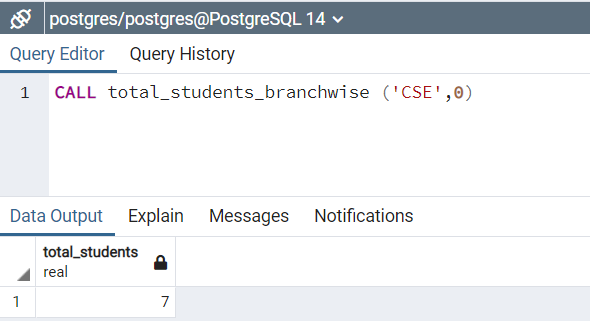 postgres/postgres@PostgreSQL 14
Query Editor Query History
1 CALL total_students_branchwise ('CSE',0)
Data Output Explain Messages Notifications
total_students
real
1 7